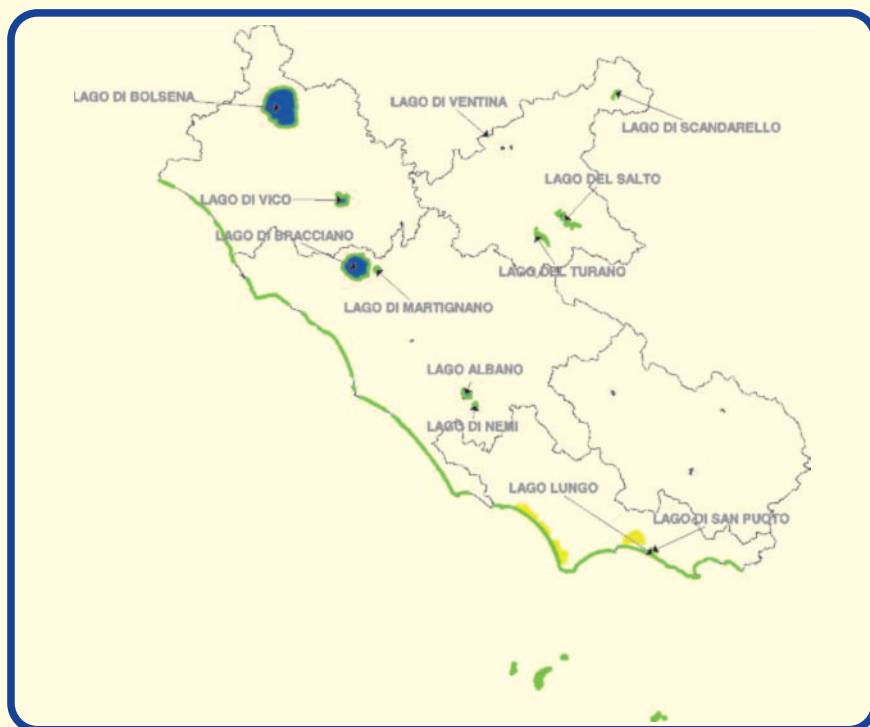 LAGO DI BOLSENA
LAGO DI VENTINA
LAGO DI SCANDARELLO
LAGO DEL SALTO
LAGO DI VICO
LAGO DI BRACCIANO
LAGO DEL TURANO
LAGO DI MARTIGNANO
LAGO ALBANO
LAGO DI NEMI
LAGO LUNGO
LAGO DI SAN PUOTO